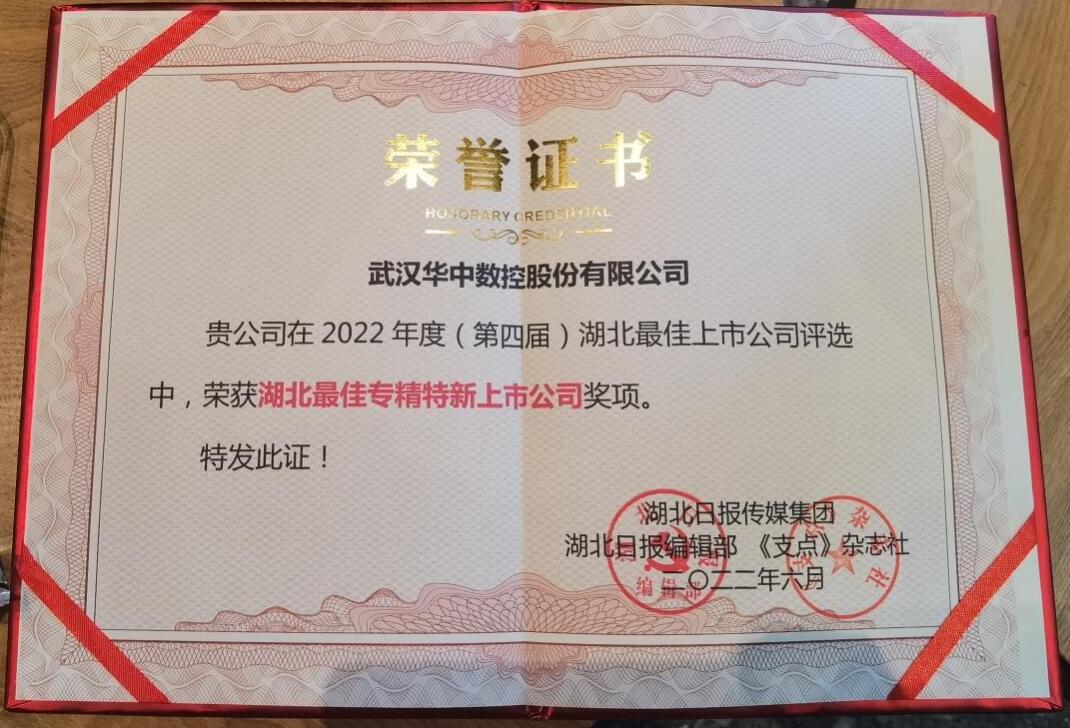 荣誉证书
HONORARY CREDENTIAL
武汉华中数控股份有限公司
贵公司在 2022 年度（第四届）湖北最佳上市公司评选
中，荣获湖北最佳专精特新上市公司奖项。
特发此证！
湖北日报传媒集团
湖北日报编辑部 《支点》杂志社
二〇二二年六月
编辑部